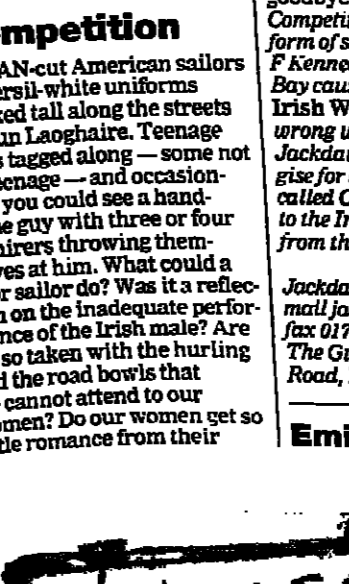 mpetition
AN-cut American sailors
ersil-white uniforms
ked tall along the streets
un Laoghaire. Teenage
s tagged along — some not
eenage — and occasion-
you could see a hand-
e guy with three or four
irers throwing them-
ves at him. What could a
r sailor do? Was it a reflec-
n on the inadequate perfor-
nce of the Irish male? Are
so taken with the hurling
d the road bowls that
cannot attend to our
omen? Do our women get so
tle romance from their
Competiti
form of s
F Kenne
Bay cau
Irish W
wrong u
Jackda
gise for
called C
to the Ir
from th
Jackda
mail ja
fax 017
The Gu
Road,
Emi